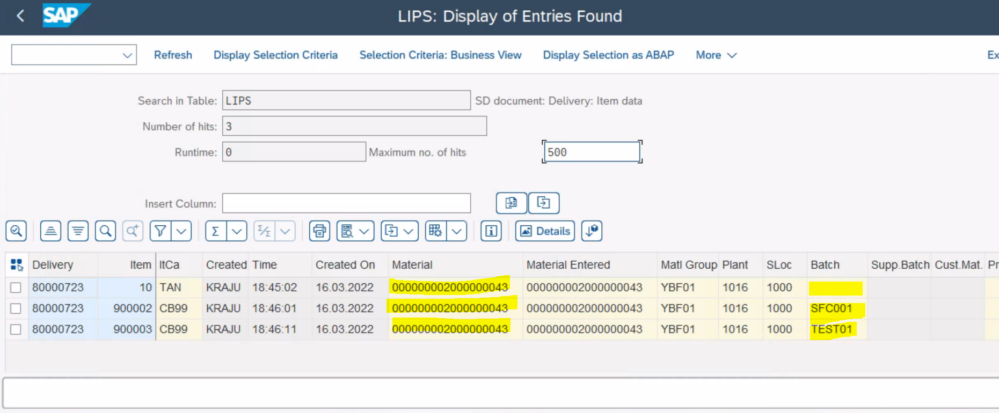 SAP LIPS: Display of Entries Found
Refresh Display Selection Criteria Selection Criteria: Business View Display Selection as ABAP More Ex
Search in Table: LIPS SD document: Delivery: Item data
Number of hits: 3
Runtime: 0 Maximum no. of hits 500
Insert Column:
Details
Delivery Item ItCa Created Time Created On Material Material Entered Matl Group Plant SLoc Batch Supp.Batch Cust.Mat. Pr
80000723 10 TAN KRAJU 18:45:02 16.03.2022 000000002000000043 000000002000000043 YBF01 1016 1000
80000723 900002 CB99 KRAJU 18:46:01 16.03.2022 000000002000000043 000000002000000043 YBF01 1016 1000 SFC001
80000723 900003 CB99 KRAJU 18:46:11 16.03.2022 000000002000000043 000000002000000043 YBF01 1016 1000 TEST01